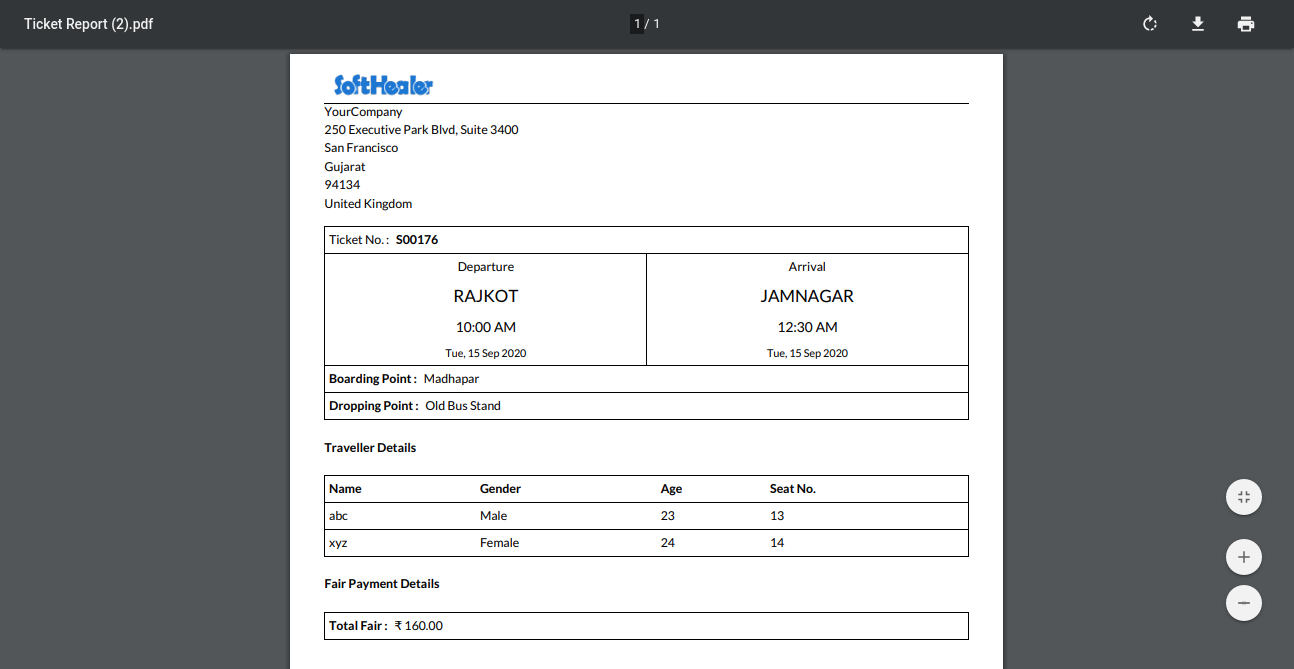 Ticket Report (2).pdf
1 / 1
SoftHealer
YourCompany
250 Executive Park Blvd, Suite 3400
San Francisco
Gujarat
94134
United Kingdom
Ticket No. : S00176
Departure Arrival
RAJKOT JAMNAGAR
10:00 AM 12:30 AM
Tue, 15 Sep 2020 Tue, 15 Sep 2020
Boarding Point : Madhapar
Dropping Point : Old Bus Stand
Traveller Details
Name Gender Age Seat No.
abc Male 23 13
xyz Female 24 14
Fair Payment Details
Total Fair : ₹ 160.00